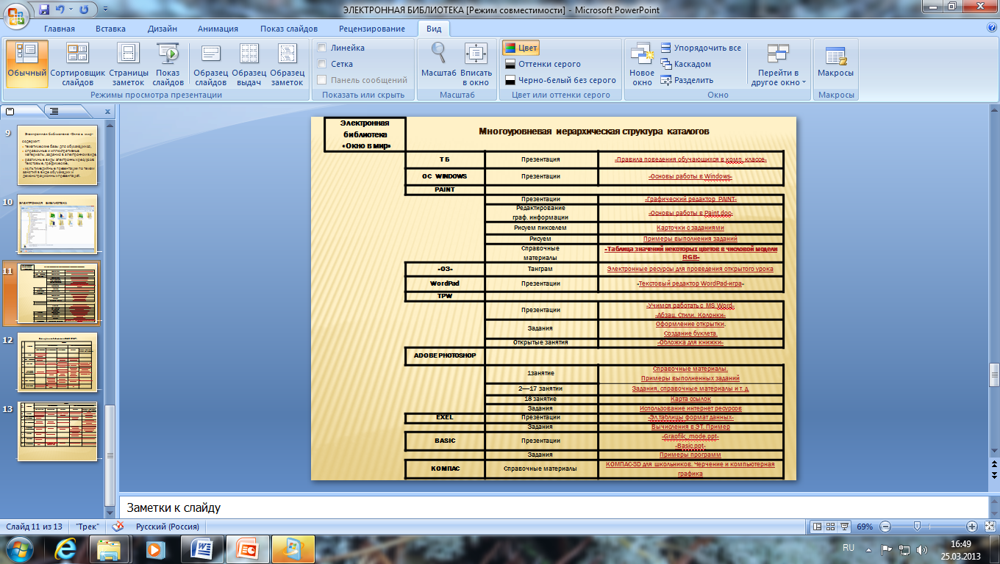 ЭЛЕКТРОННАЯ БИБЛИОТЕКА [Режим совместимости] - Microsoft PowerPoint
Главная Вставка Дизайн Анимация Показ слайдов Рецензирование Вид
Обычный Сортировщик слайдов Страницы заметок Показ слайдов Образец слайдов Образец выдач Образец заметок
Режимы просмотра презентации
Линейка
Сетка
Панель сообщений
Показать или скрыть
Масштаб Вписать в окно
Масштаб
Цвет
Оттенки серого
Черно-белый без серого
Цвет или оттенки серого
Новое окно
Упорядочить все
Каскадом
Разделить
Перейти в другое окно
Окно
Макросы
Макросы
9
10
ЭЛЕКТРОННАЯ БИБЛИОТЕКА
11
12
13
Электронная
библиотека
«Окно в мир»
Многоуровневая иерархическая структура каталогов
Т Б Презентация «Правила поведения обучающихся в комп. классе»
ОС WINDOWS Презентации «Основы работы в Windows»
PAINT
Презентации «Графический редактор PAINT»
Редактирование
граф. информации «Основы работы в Paint.doc»
Рисуем пикселем Карточки с заданиями
Рисуем Примеры выполнения заданий
Справочные
материалы
«Таблица значений некоторых цветов в числовой модели
RGB»
-ОЗ- Танграм Электронные ресурсы для проведения открытого урока
WordPad Презентации «Текстовый редактор WordPad-игра»
TPW
Презентации
«Учимся работать с MS Word»
«Абзац. Стили. Колонки»
Задания
Оформление открытки.
Создание буклета.
Открытые занятия «Обложка для книжки»
ADOBE PHOTOSHOP
1занятие
Справочные материалы.
Примеры выполненных заданий
2—17 занятии Задания, справочные материалы и т. д.
18 занятие Карта ссылок
Задания Использование интернет ресурсов
EXEL Презентации «Эл.таблицы формат данных»
Задания Вычисления в ЭТ. Пример
BASIC Презентации
«Grapfik_mode.ppt»
«Basic.ppt»
Задания Примеры программ
КОМПАС Справочные материалы
КОМПАС-3D для школьников. Черчение и компьютерная
графика
Заметки к слайду
Слайд 11 из 13 "Трек" Русский (Россия) 69%
RU 16:49
25.03.2013